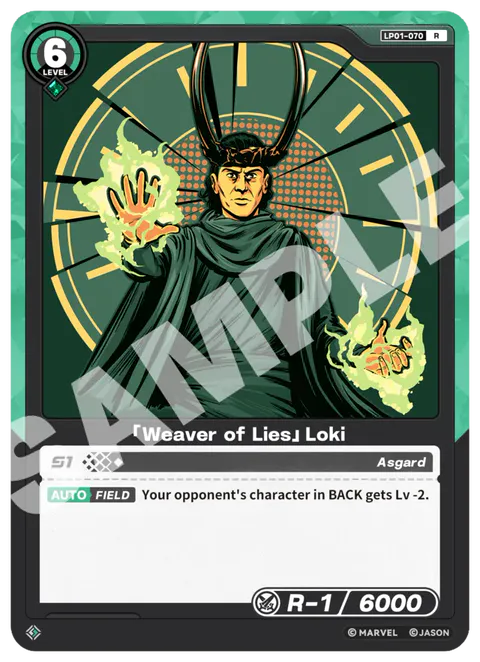 LP01-070 R
6
LEVEL
SAMPLE
「Weaver of Lies」Loki
S1
Asgard
AUTO FIELD Your opponent's character in BACK gets Lv -2.
R-1 / 6000
©MARVEL ©JASON